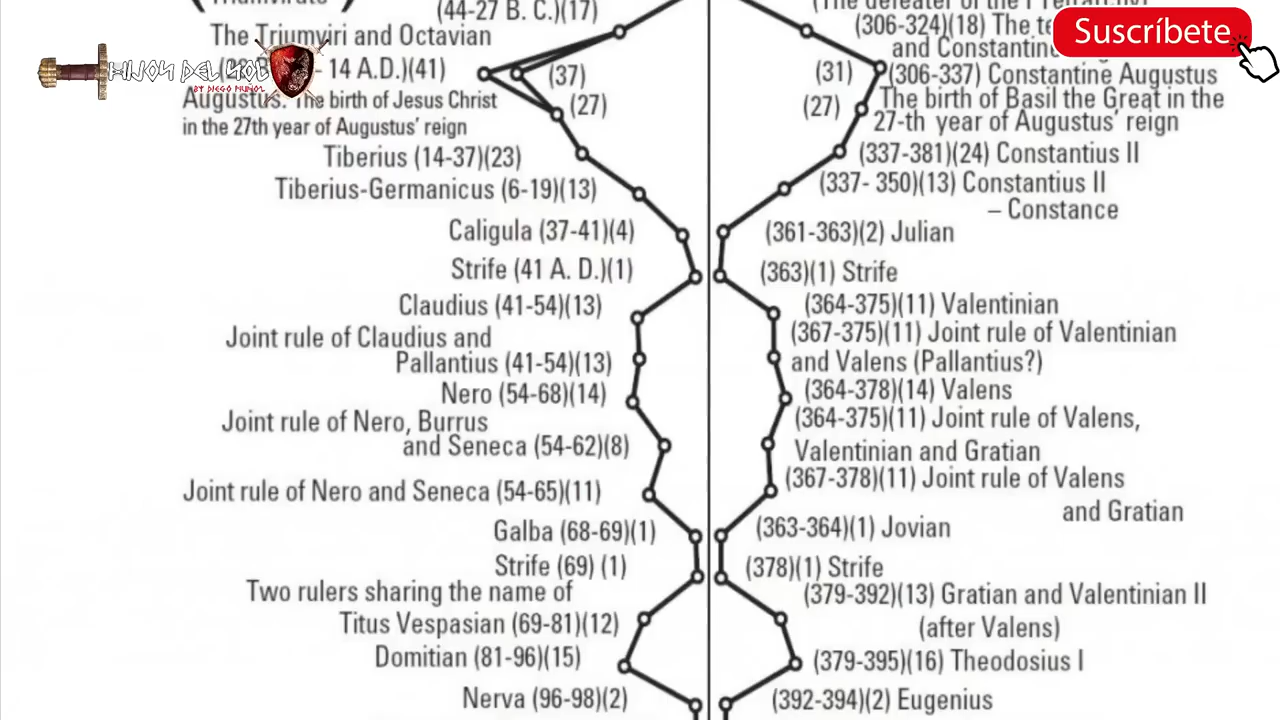 (Triumvirate)
(44-27 B. C.)(17)
The Triumviri and Octavian
- 14 A.D.)(41)
Augustus. The birth of Jesus Christ
in the 27th year of Augustus' reign
(37)
(27)
Tiberius (14-37)(23)
Tiberius-Germanicus (6-19)(13)
Caligula (37-41)(4)
Strife (41 A. D.)(1)
Claudius (41-54)(13)
Joint rule of Claudius and
Pallantius (41-54)(13)
Nero (54-68)(14)
Joint rule of Nero, Burrus
and Seneca (54-62)(8)
Joint rule of Nero and Seneca (54-65)(11)
Galba (68-69)(1)
Strife (69) (1)
Two rulers sharing the name of
Titus Vespasian (69-81)(12)
Domitian (81-96)(15)
Nerva (96-98)(2)
(306-324)(18) The
and Constantine
(31)
(306-337) Constantine Augustus
(27)
The birth of Basil the Great in the
27-th year of Augustus' reign
(337-381)(24) Constantius II
(337- 350)(13) Constantius II
– Constance
(361-363)(2) Julian
(363)(1) Strife
(364-375)(11) Valentinian
(367-375)(11) Joint rule of Valentinian
and Valens (Pallantius?)
(364-378)(14) Valens
(364-375)(11) Joint rule of Valens,
Valentinian and Gratian
(367-378)(11) Joint rule of Valens
and Gratian
(363-364)(1) Jovian
(378)(1) Strife
(379-392)(13) Gratian and Valentinian II
(after Valens)
(379-395)(16) Theodosius I
(392-394)(2) Eugenius
Suscríbete
HIJOS DEL SOL
BY DIEGO MUÑOZ